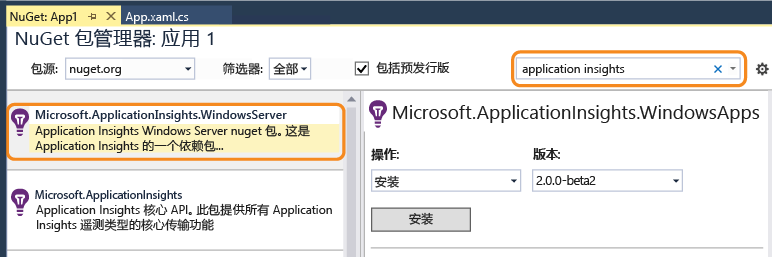 NuGet: App1
App.xaml.cs
NuGet 包管理器: 应用 1
包源: nuget.org 筛选器: 全部 包括预发行版 application insights
Microsoft.ApplicationInsights.WindowsServer
Application Insights Windows Server nuget 包。这是
Application Insights 的一个依赖包...
Microsoft.ApplicationInsights
Application Insights 核心 API。此包提供所有 Application
Insights 遥测类型的核心传输功能
Microsoft.ApplicationInsights.WindowsApps
操作: 版本:
安装 2.0.0-beta2
安装